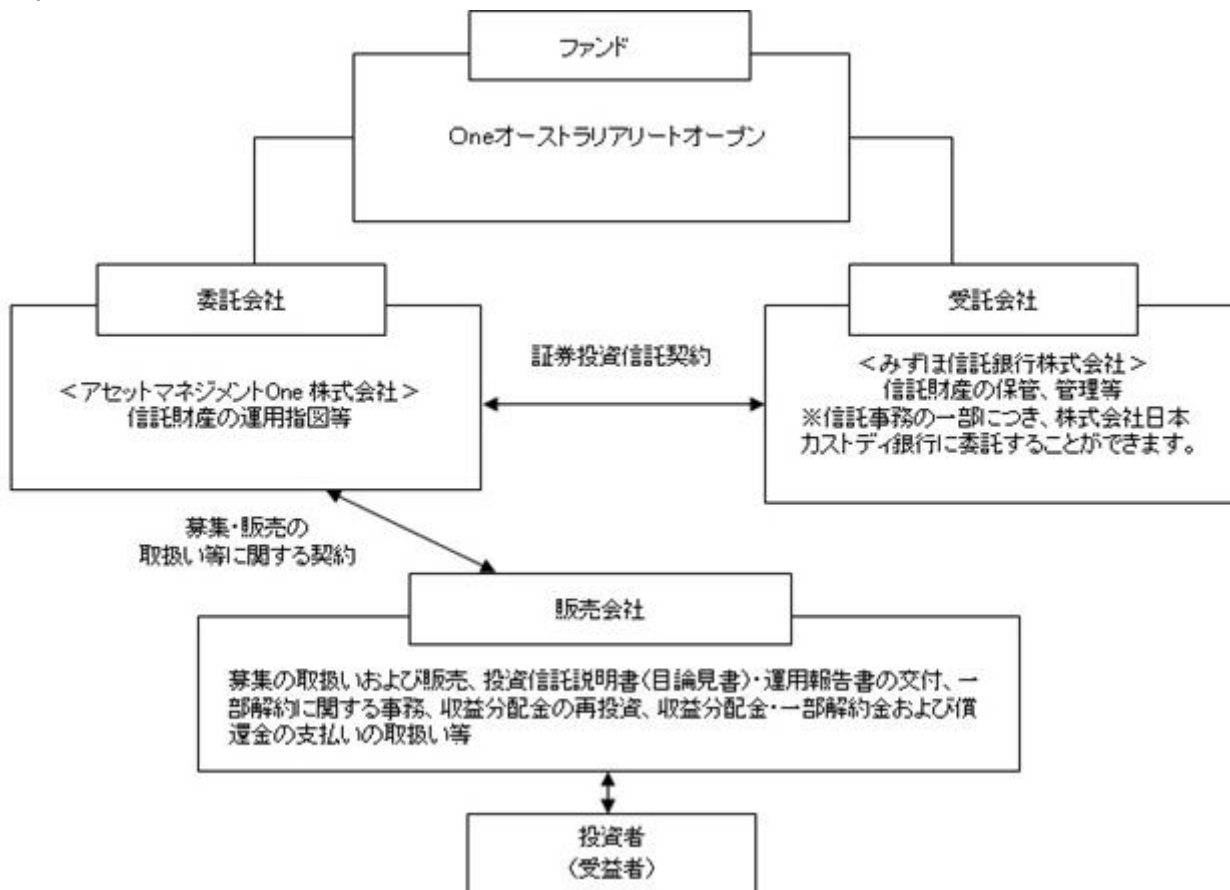 ファンド
Oneオーストラリアリートオープン
委託会社
<アセットマネジメントOne 株式会社>
信託財産の運用指図等
証券投資信託契約
受託会社
<みずほ信託銀行株式会社>
信託財産の保管、管理等
※信託事務の一部につき、株式会社日本
カストディ銀行に委託することができます。
募集・販売の
取扱い等に関する契約
販売会社
募集の取扱いおよび販売、投資信託説明書(目論見書)・運用報告書の交付、一
部解約に関する事務、収益分配金の再投資、収益分配金・一部解約金および償
還金の支払いの取扱い等
投資者
(受益者)